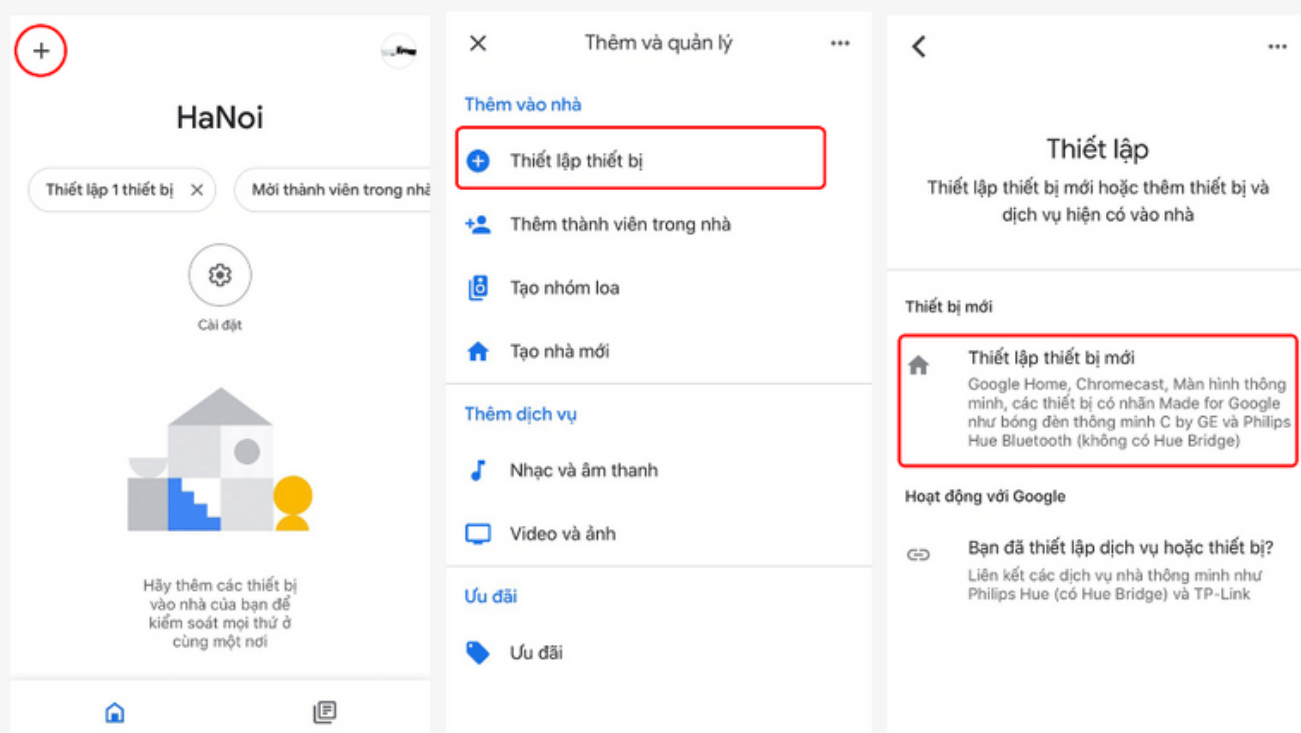 HaNoi
Thiết lập 1 thiết bị
Mời thành viên trong nhà
Cài đặt
Hãy thêm các thiết bị
vào nhà của bạn để
kiểm soát mọi thứ ở
cùng một nơi
Thêm và quản lý
Thêm vào nhà
Thiết lập thiết bị
Thêm thành viên trong nhà
Tạo nhóm loa
Tạo nhà mới
Thêm dịch vụ
Nhạc và âm thanh
Video và ảnh
Ưu đãi
Ưu đãi
Thiết lập
Thiết lập thiết bị mới hoặc thêm thiết bị và
dịch vụ hiện có vào nhà
Thiết bị mới
Thiết lập thiết bị mới
Google Home, Chromecast, Màn hình thông
minh, các thiết bị có nhãn Made for Google
như bóng đèn thông minh C by GE và Philips
Hue Bluetooth (không có Hue Bridge)
Hoạt động với Google
Bạn đã thiết lập dịch vụ hoặc thiết bị?
Liên kết các dịch vụ nhà thông minh như
Philips Hue (có Hue Bridge) và TP-Link